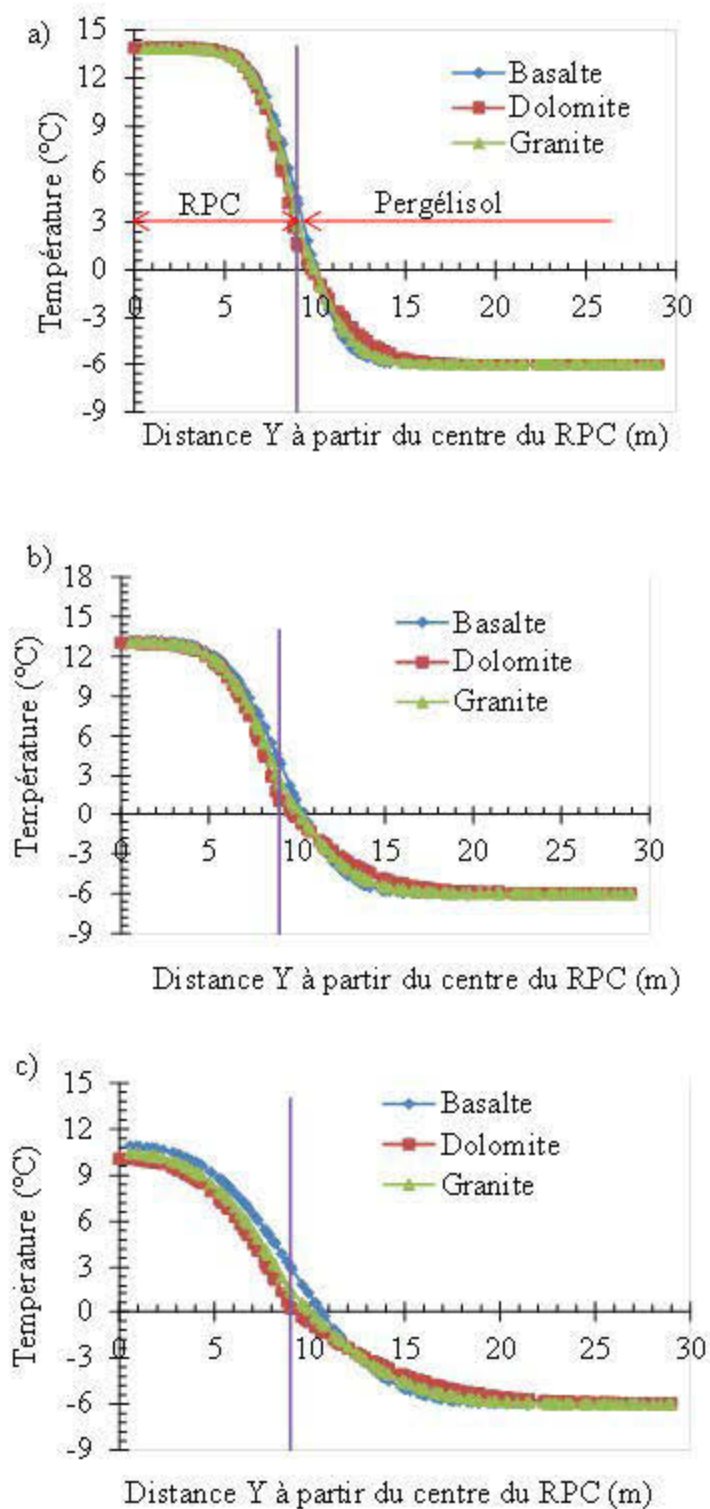 a)
15
12
9
6
3
0
-3
-6
-9
Température (°C)
Basalte
Dolomite
Granite
RPC
Pergélisol
0 5 10 15 20 25 30
Distance Y à partir du centre du RPC (m)
b)
18
15
12
9
6
3
0
-3
-6
-9
Température (°C)
Basalte
Dolomite
Granite
0 5 10 15 20 25 30
Distance Y à partir du centre du RPC (m)
c)
15
12
9
6
3
0
-3
-6
-9
Température (°C)
Basalte
Dolomite
Granite
0 5 10 15 20 25 30
Distance Y à partir du centre du RPC (m)